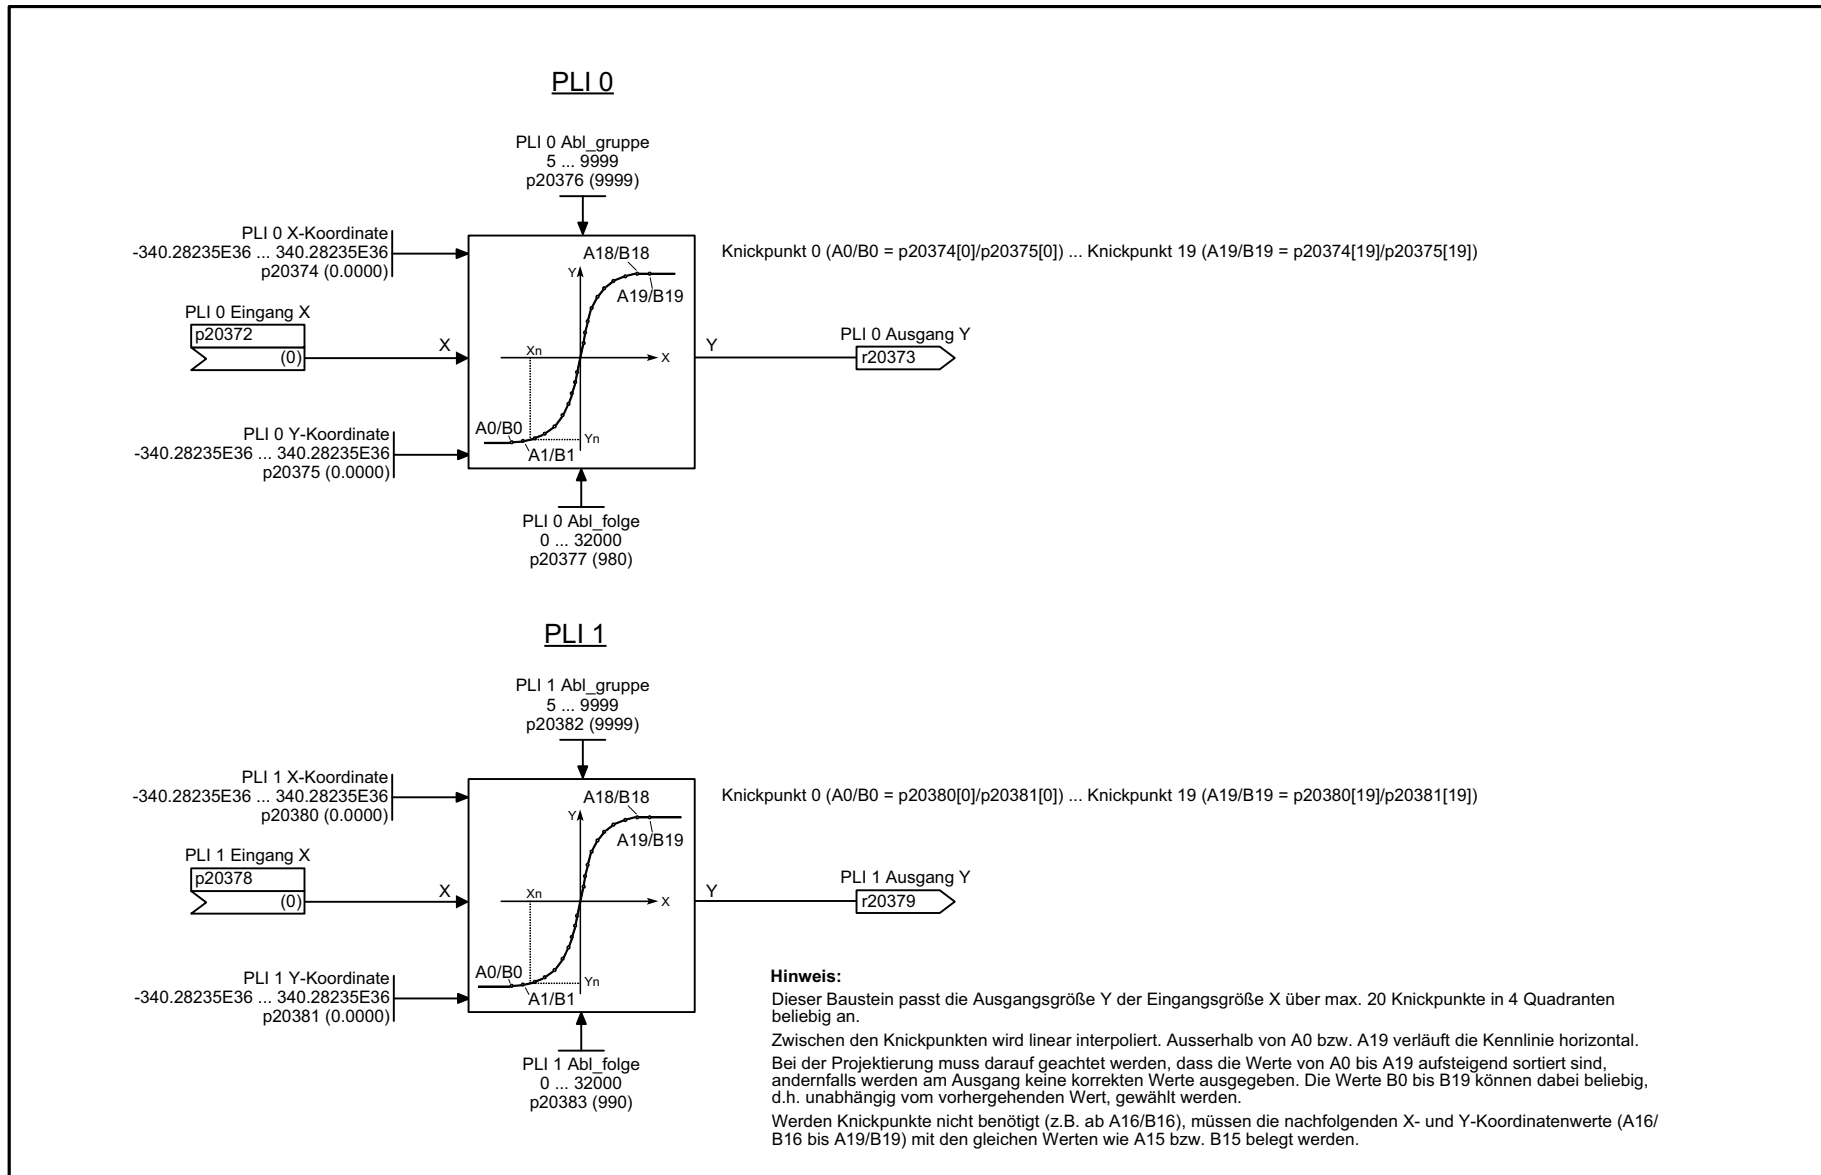 PLI 0
PLI 0 Abl_gruppe
5 ... 9999
p20376 (9999)
PLI 0 X-Koordinate
-340.28235E36 ... 340.28235E36
p20374 (0.0000)
A18/B18
Knickpunkt 0 (A0/B0 = p20374[0]/p20375[0]) ... Knickpunkt 19 (A19/B19 = p20374[19]/p20375[19])
Y
A19/B19
PLI 0 Eingang X
p20372
(0)
X
Xn
X
Y
PLI 0 Ausgang Y
r20373
PLI 0 Y-Koordinate
-340.28235E36 ... 340.28235E36
p20375 (0.0000)
A0/B0
Yn
A1/B1
PLI 0 Abl_folge
0 ... 32000
p20377 (980)
PLI 1
PLI 1 Abl_gruppe
5 ... 9999
p20382 (9999)
PLI 1 X-Koordinate
-340.28235E36 ... 340.28235E36
p20380 (0.0000)
A18/B18
Knickpunkt 0 (A0/B0 = p20380[0]/p20381[0]) ... Knickpunkt 19 (A19/B19 = p20380[19]/p20381[19])
Y
A19/B19
PLI 1 Eingang X
p20378
(0)
X
Xn
X
Y
PLI 1 Ausgang Y
r20379
PLI 1 Y-Koordinate
-340.28235E36 ... 340.28235E36
p20381 (0.0000)
A0/B0
Yn
A1/B1
PLI 1 Abl_folge
0 ... 32000
p20383 (990)
Hinweis:
Dieser Baustein passt die Ausgangsgröße Y der Eingangsgröße X über max. 20 Knickpunkte in 4 Quadranten
beliebig an.
Zwischen den Knickpunkten wird linear interpoliert. Ausserhalb von A0 bzw. A19 verläuft die Kennlinie horizontal.
Bei der Projektierung muss darauf geachtet werden, dass die Werte von A0 bis A19 aufsteigend sortiert sind,
andernfalls werden am Ausgang keine korrekten Werte ausgegeben. Die Werte B0 bis B19 können dabei beliebig,
d.h. unabhängig vom vorhergehenden Wert, gewählt werden.
Werden Knickpunkte nicht benötigt (z.B. ab A16/B16), müssen die nachfolgenden X- und Y-Koordinatenwerte (A16/
B16 bis A19/B19) mit den gleichen Werten wie A15 bzw. B15 belegt werden.